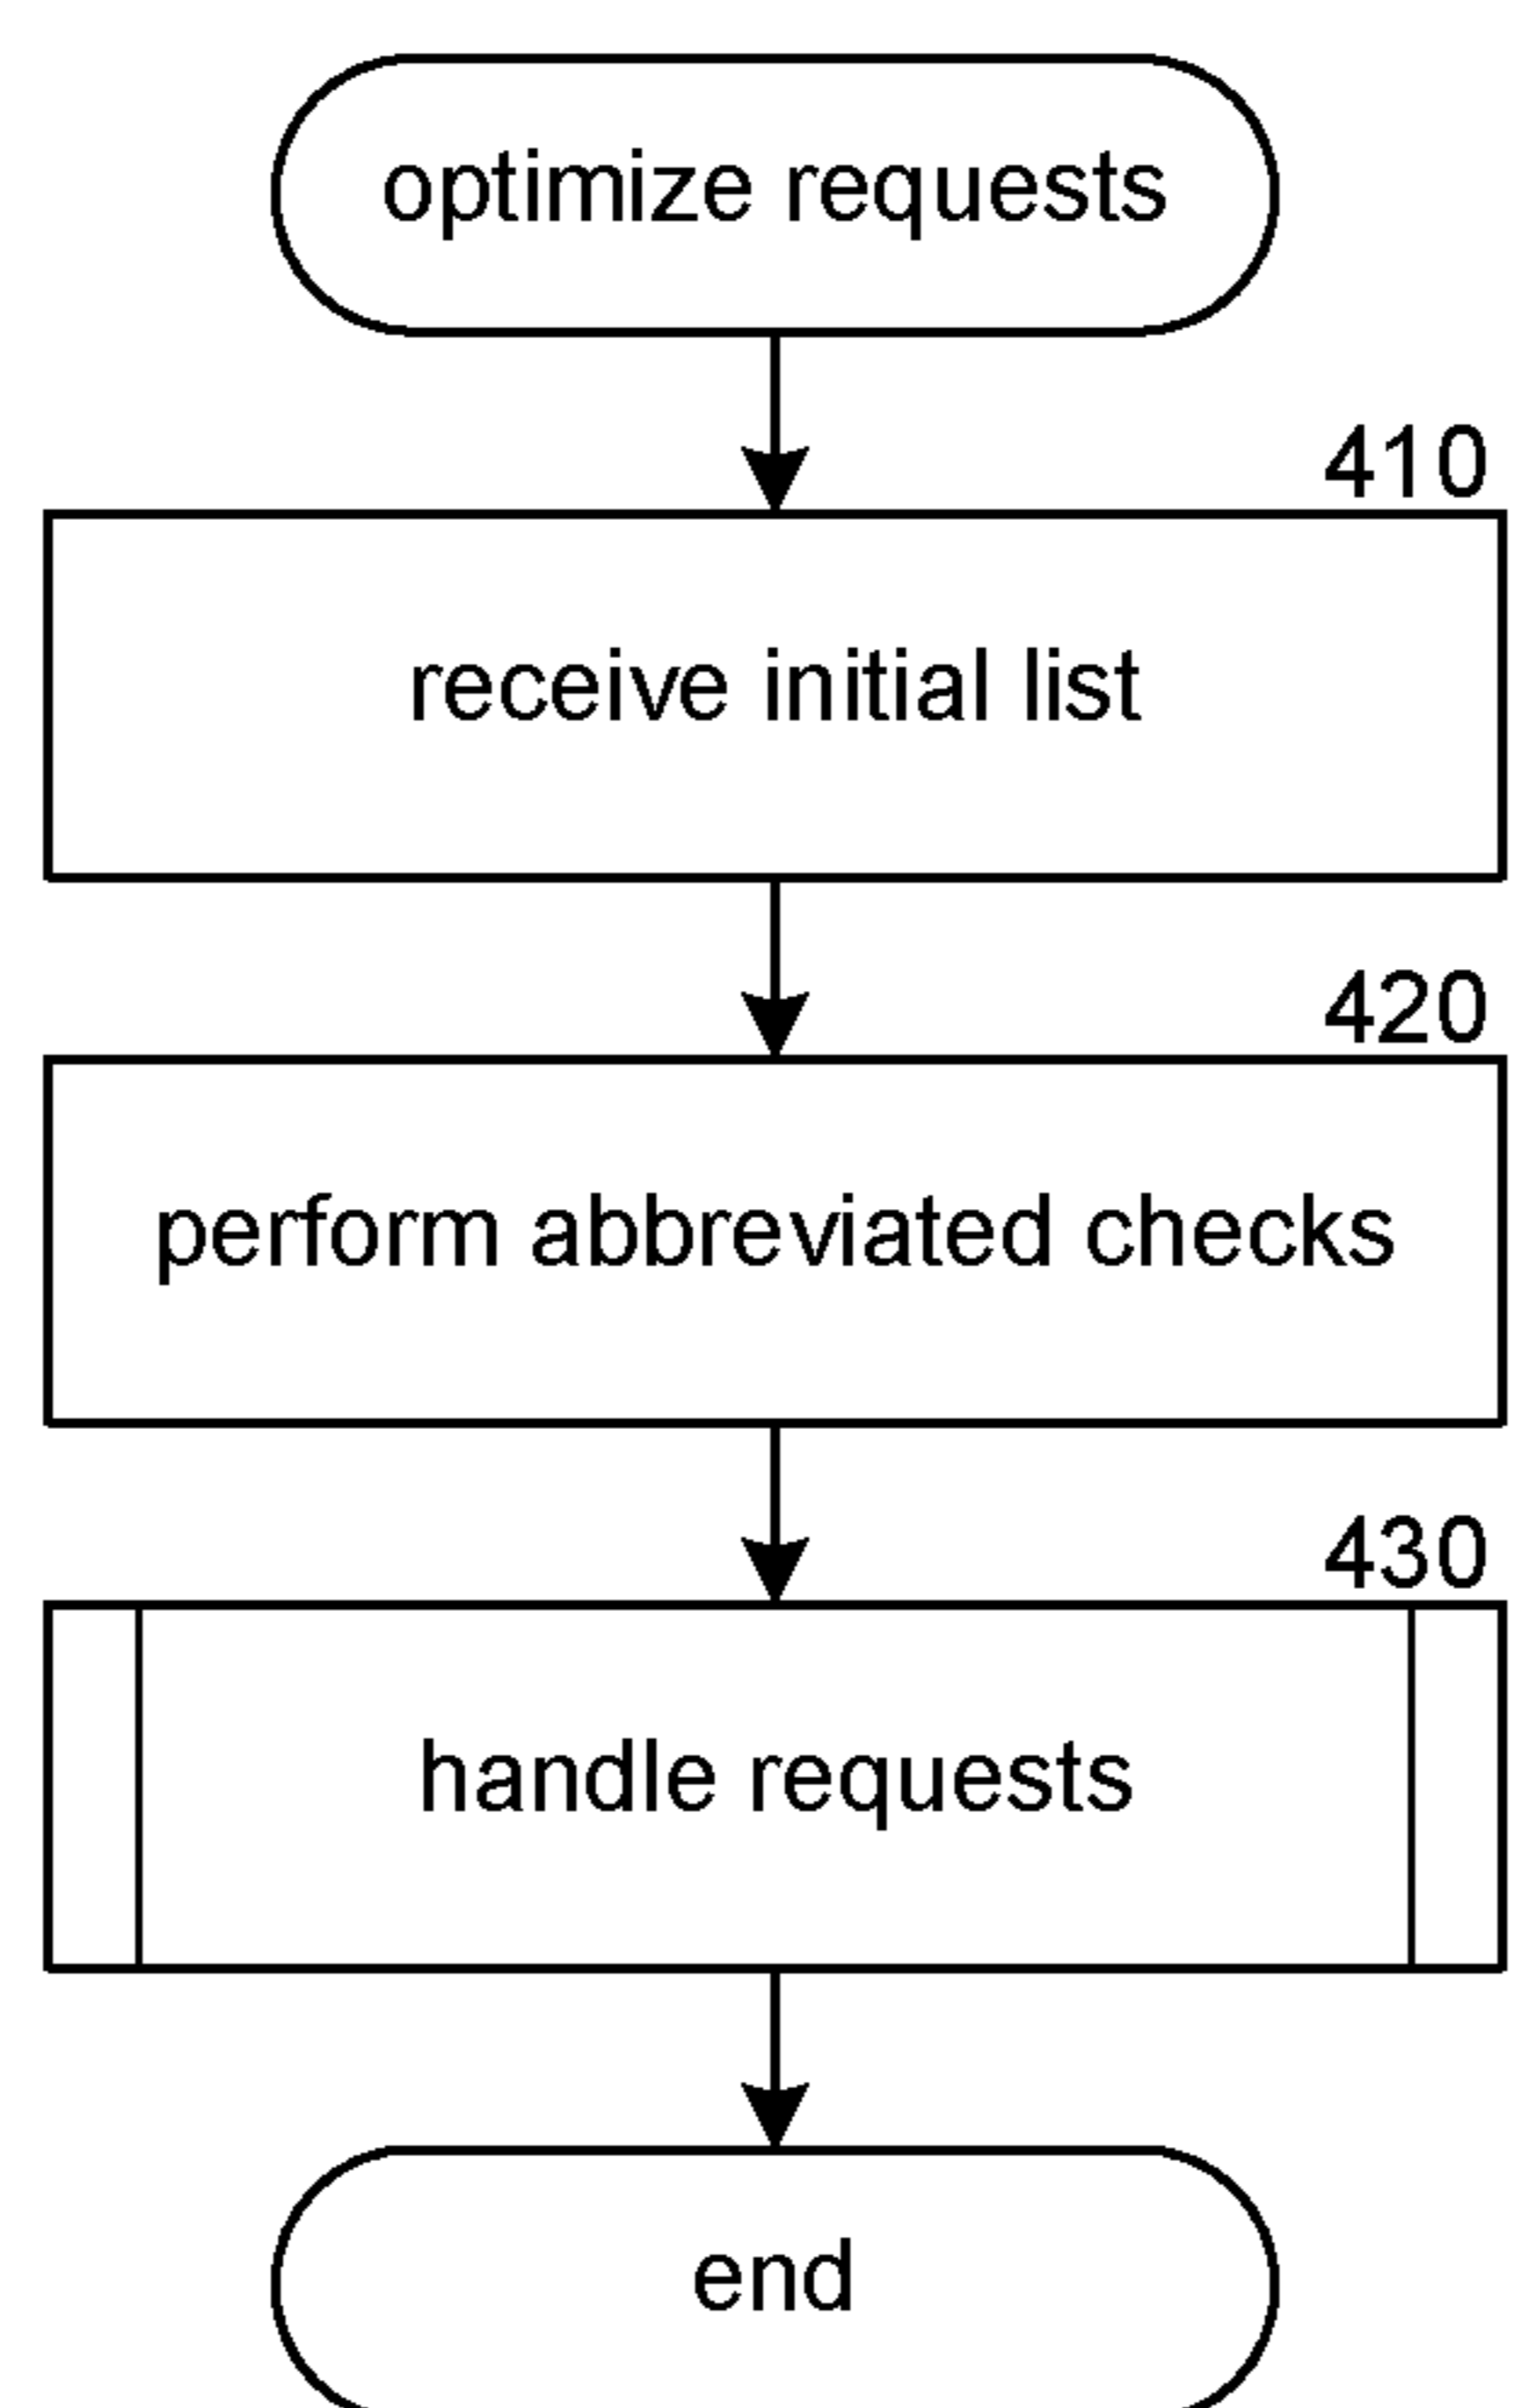 optimize requests
410
receive initial list
420
perform abbreviated checks
430
handle requests
end